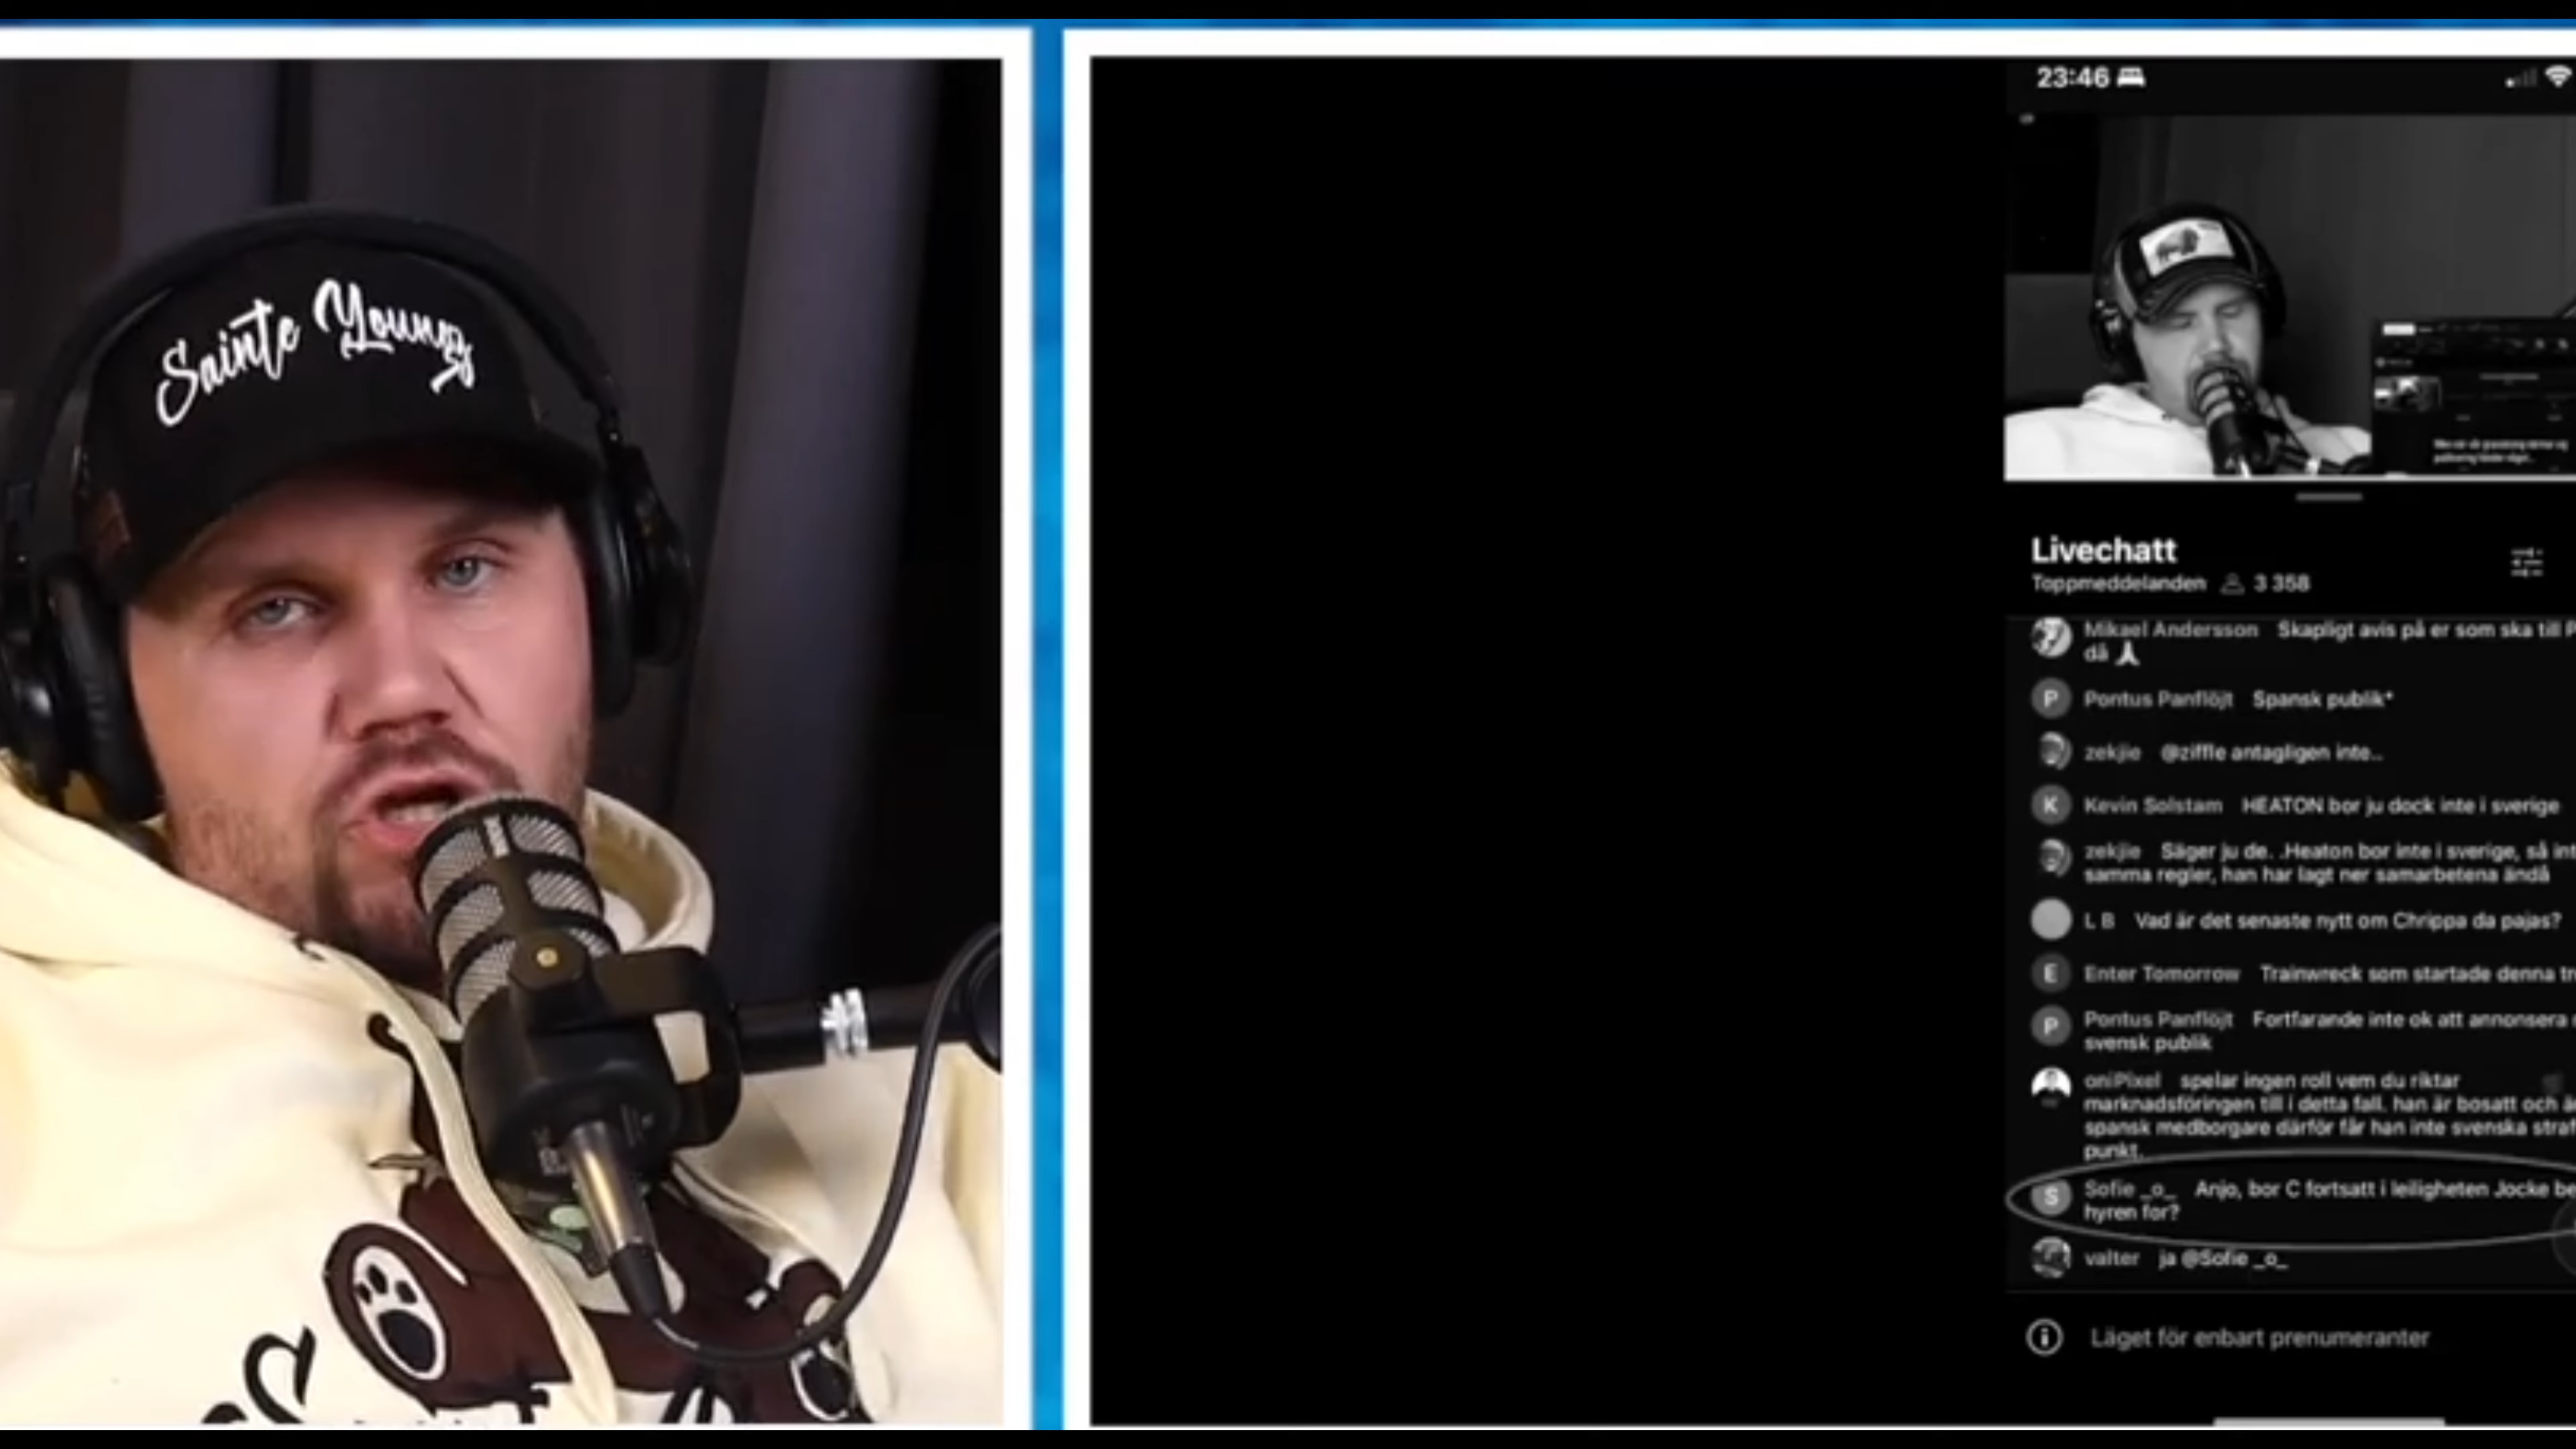 Sainte Young
23:46
Livechatt
Toppmeddelanden 3 358
Mikael Andersson Skapligt avis på er som ska till P
då
P Pontus Panflöjt Spansk publik*
zekjie @ziffle antagligen inte..
K Kevin Solstam HEATON bor ju dock inte i sverige
zekjie Säger ju de. .Heaton bor inte i sverige, så int
samma regler, han har lagt ner samarbetena ändå
L B Vad är det senaste nytt om Chrippa da pajas?
E Enter Tomorrow Trainwreck som startade denna tr
P Pontus Panflöjt Fortfarande inte ok att annonsera
svensk publik
oniPixel spelar ingen roll vem du riktar
marknadsföringen till i detta fall. han är bosatt och ä
spansk medborgare därför får han inte svenska straf
punkt.
S Sofie _o_ Anjo, bor C fortsatt i leiligheten Jocke be
hyren for?
valter ja @Sofie _o_
Läget för enbart prenumeranter